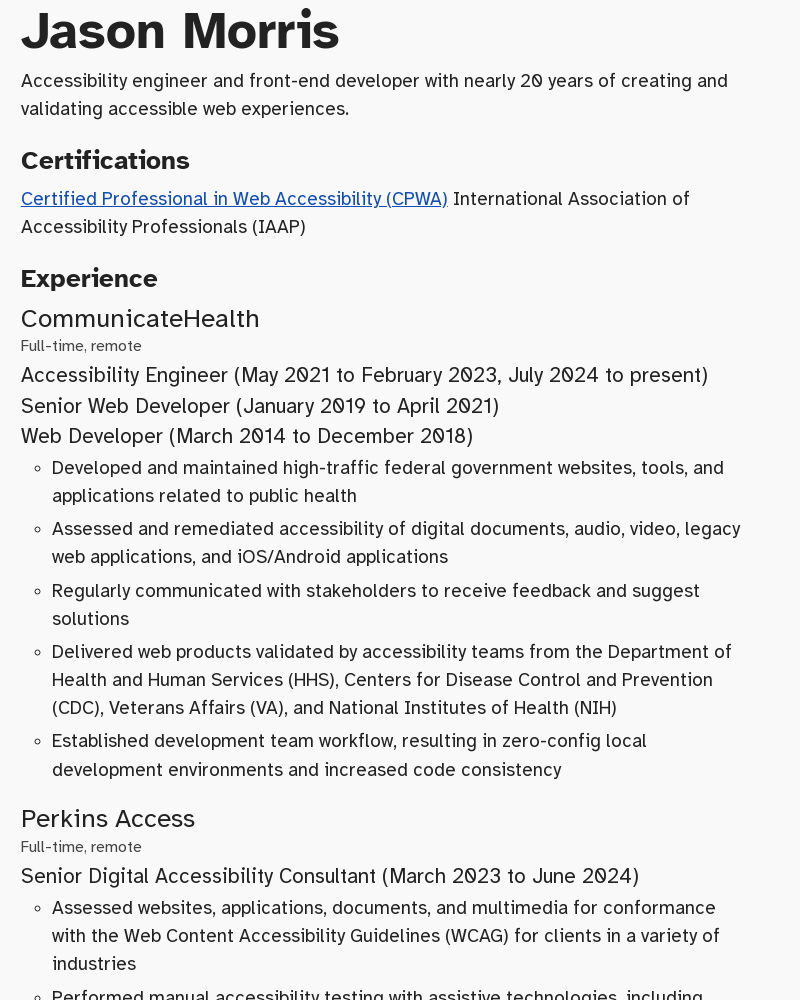 Jason Morris
Accessibility engineer and front-end developer with nearly 20 years of creating and
validating accessible web experiences.
Certifications
Certified Professional in Web Accessibility (CPWA) International Association of
Accessibility Professionals (IAAP)
Experience
CommunicateHealth
Full-time, remote
Accessibility Engineer (May 2021 to February 2023, July 2024 to present)
Senior Web Developer (January 2019 to April 2021)
Web Developer (March 2014 to December 2018)
◦ Developed and maintained high-traffic federal government websites, tools, and
applications related to public health
◦ Assessed and remediated accessibility of digital documents, audio, video, legacy
web applications, and iOS/Android applications
◦ Regularly communicated with stakeholders to receive feedback and suggest
solutions
◦ Delivered web products validated by accessibility teams from the Department of
Health and Human Services (HHS), Centers for Disease Control and Prevention
(CDC), Veterans Affairs (VA), and National Institutes of Health (NIH)
◦ Established development team workflow, resulting in zero-config local
development environments and increased code consistency
Perkins Access
Full-time, remote
Senior Digital Accessibility Consultant (March 2023 to June 2024)
◦ Assessed websites, applications, documents, and multimedia for conformance
with the Web Content Accessibility Guidelines (WCAG) for clients in a variety of
industries
◦ Performed manual accessibility testing with assistive technologies, including